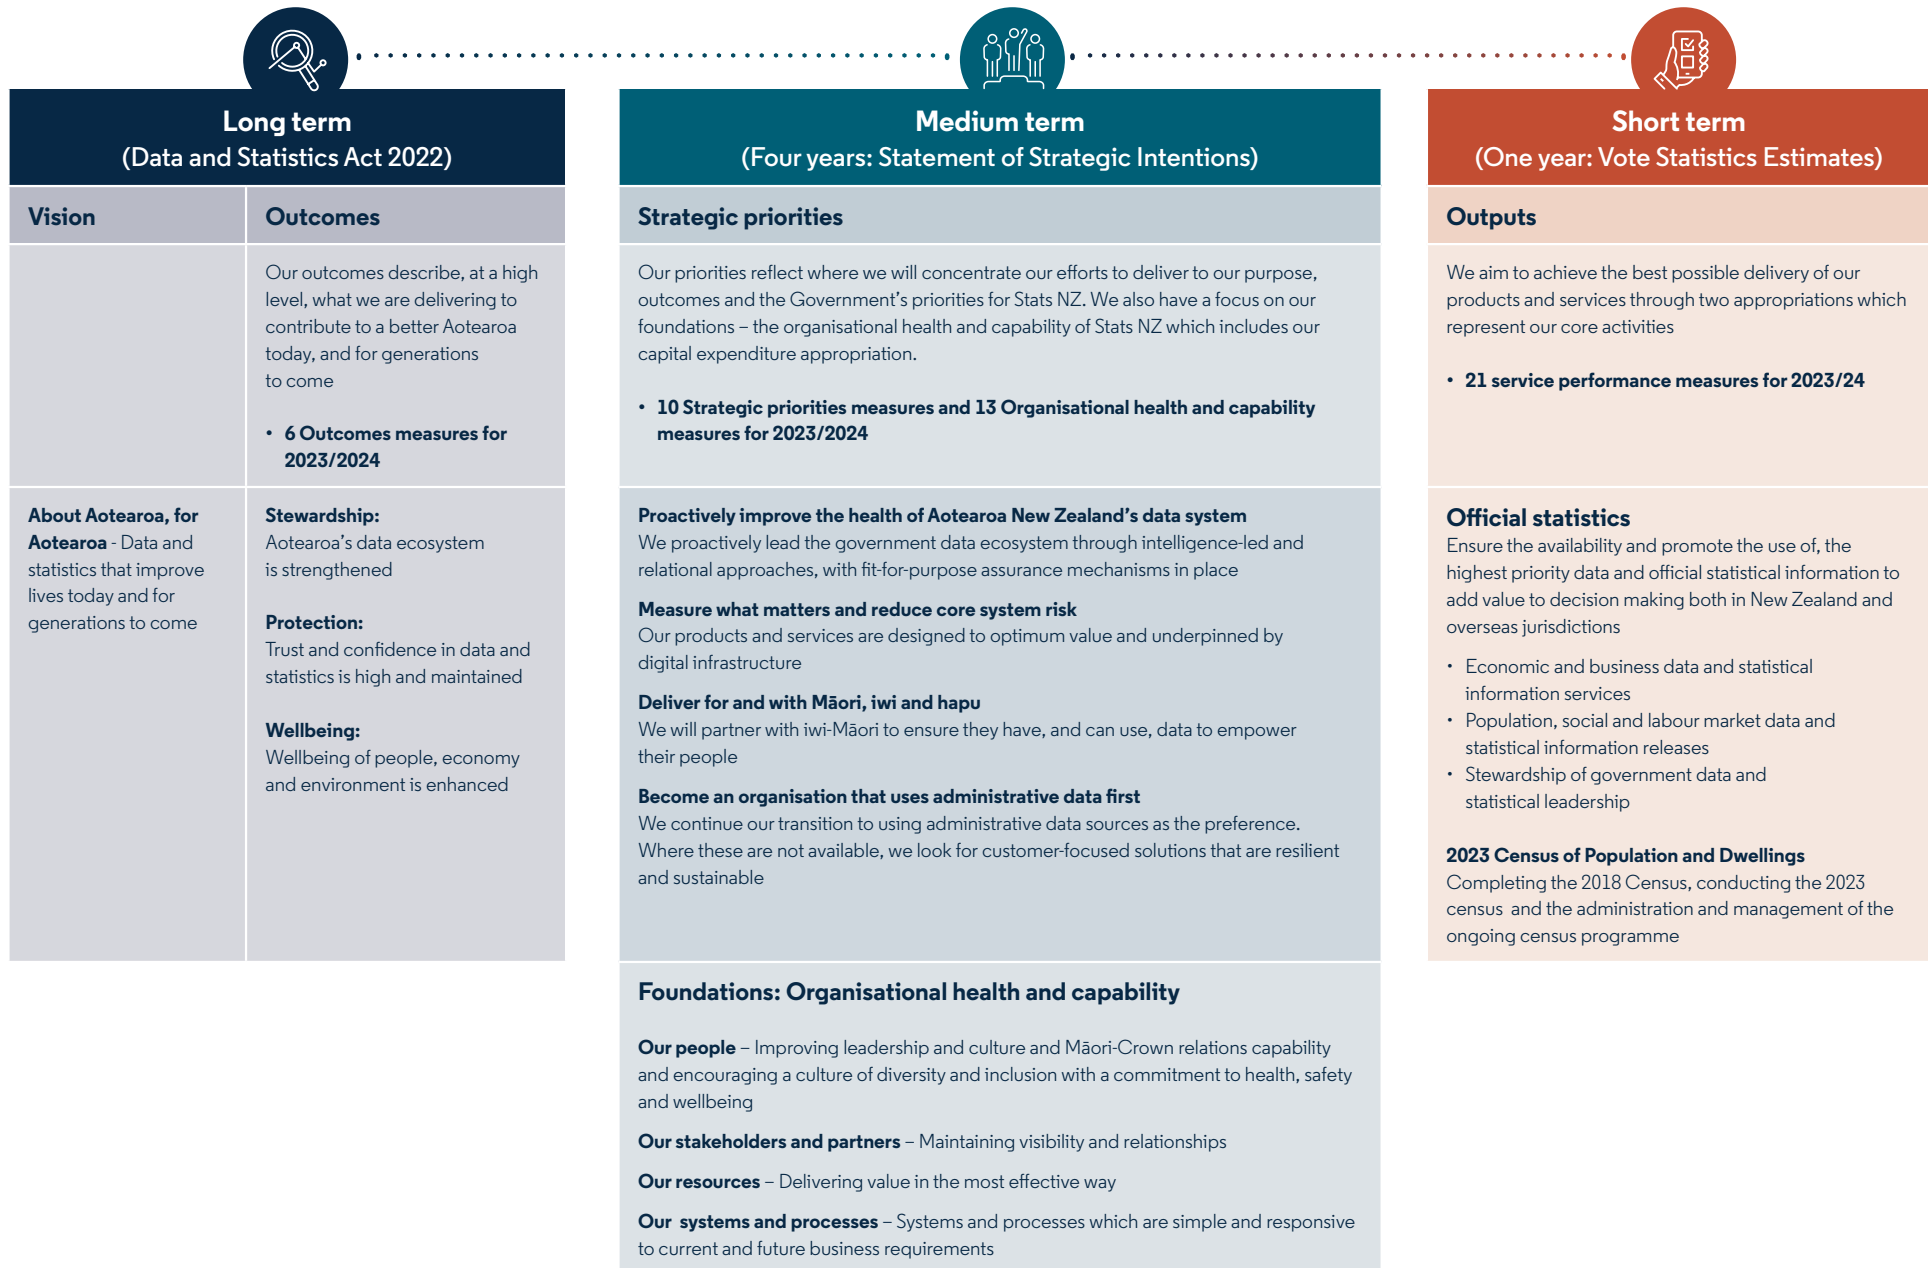 Long term
(Data and Statistics Act 2022)
Vision
Outcomes
Our outcomes describe, at a high
level, what we are delivering to
contribute to a better Aotearoa
today, and for generations
to come
• 6 Outcomes measures for
2023/2024
About Aotearoa, for
Aotearoa - Data and
statistics that improve
lives today and for
generations to come
Stewardship:
Aotearoa's data ecosystem
is strengthened
Protection:
Trust and confidence in data and
statistics is high and maintained
Wellbeing:
Wellbeing of people, economy
and environment is enhanced
Medium term
(Four years: Statement of Strategic Intentions)
Strategic priorities
Our priorities reflect where we will concentrate our efforts to deliver to our purpose,
outcomes and the Government's priorities for Stats NZ. We also have a focus on our
foundations – the organisational health and capability of Stats NZ which includes our
capital expenditure appropriation.
• 10 Strategic priorities measures and 13 Organisational health and capability
measures for 2023/2024
Proactively improve the health of Aotearoa New Zealand's data system
We proactively lead the government data ecosystem through intelligence-led and
relational approaches, with fit-for-purpose assurance mechanisms in place
Measure what matters and reduce core system risk
Our products and services are designed to optimum value and underpinned by
digital infrastructure
Deliver for and with Māori, iwi and hapu
We will partner with iwi-Māori to ensure they have, and can use, data to empower
their people
Become an organisation that uses administrative data first
We continue our transition to using administrative data sources as the preference.
Where these are not available, we look for customer-focused solutions that are resilient
and sustainable
Foundations: Organisational health and capability
Our people – Improving leadership and culture and Māori-Crown relations capability
and encouraging a culture of diversity and inclusion with a commitment to health, safety
and wellbeing
Our stakeholders and partners – Maintaining visibility and relationships
Our resources – Delivering value in the most effective way
Our systems and processes – Systems and processes which are simple and responsive
to current and future business requirements
Short term
(One year: Vote Statistics Estimates)
Outputs
We aim to achieve the best possible delivery of our
products and services through two appropriations which
represent our core activities
• 21 service performance measures for 2023/24
Official statistics
Ensure the availability and promote the use of, the
highest priority data and official statistical information to
add value to decision making both in New Zealand and
overseas jurisdictions
• Economic and business data and statistical
information services
• Population, social and labour market data and
statistical information releases
• Stewardship of government data and
statistical leadership
2023 Census of Population and Dwellings
Completing the 2018 Census, conducting the 2023
census and the administration and management of the
ongoing census programme